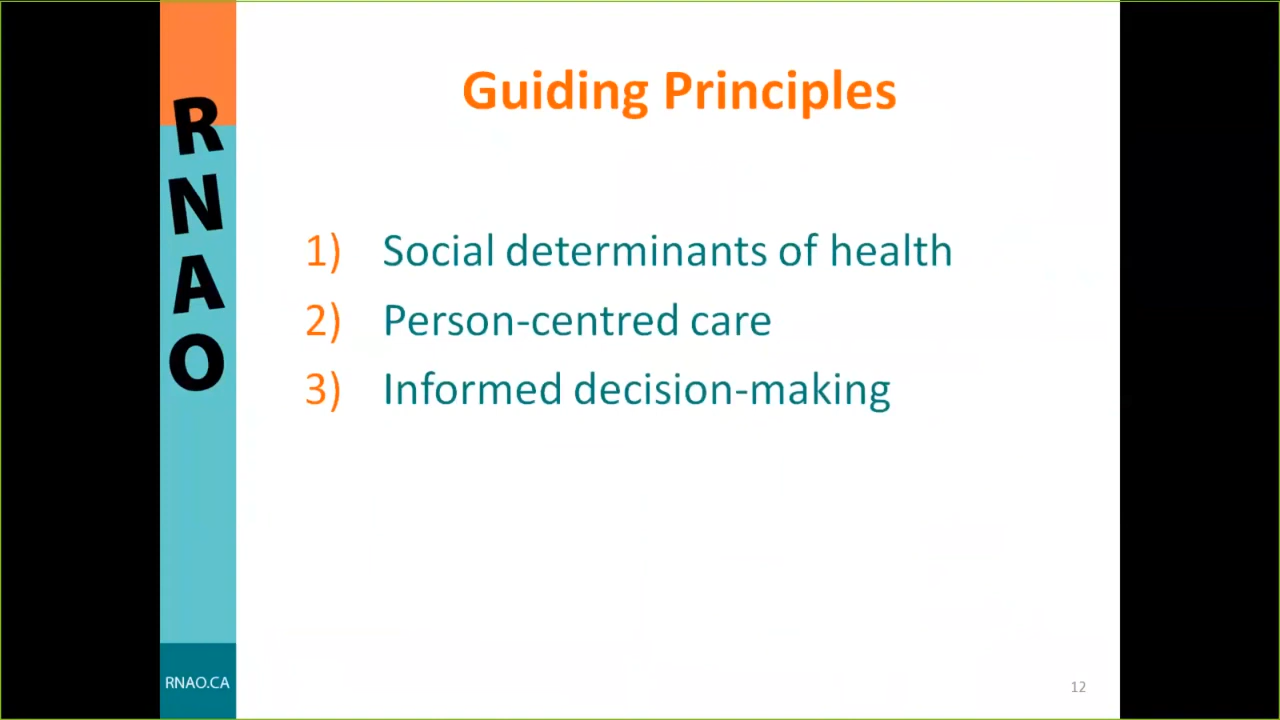 Guiding Principles
RNAO
1) Social determinants of health
2) Person-centred care
3) Informed decision-making
RNAO.CA
12